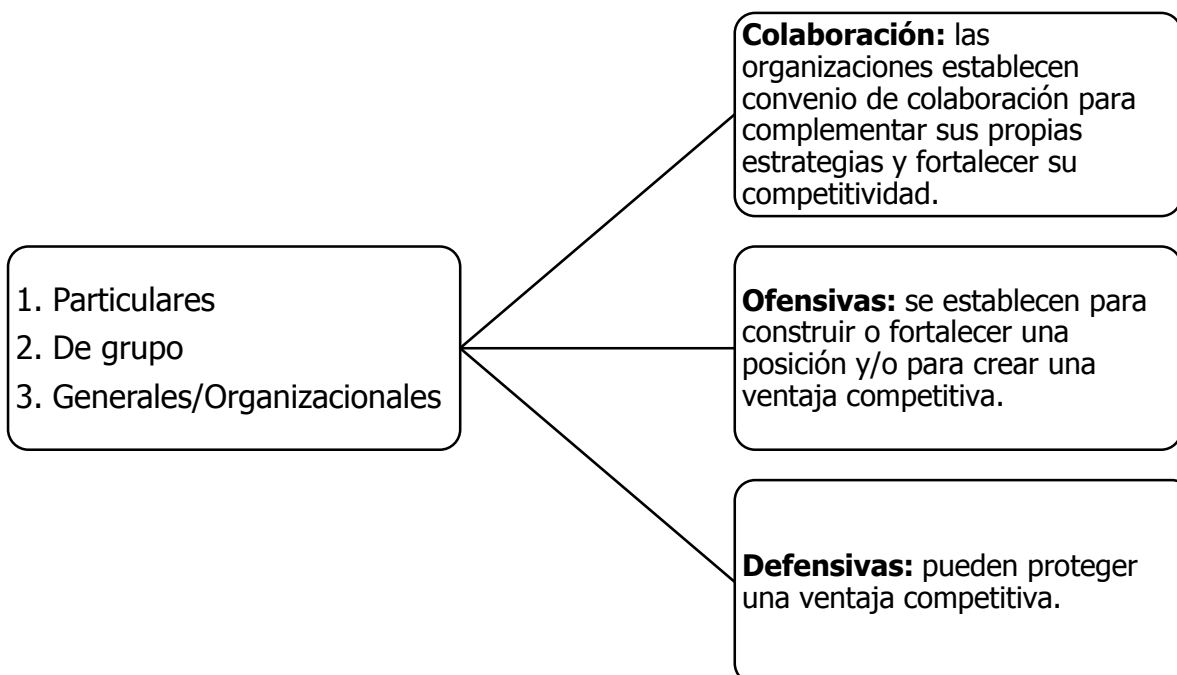 Colaboración: las
organizaciones establecen
convenio de colaboración para
complementar sus propias
estrategias y fortalecer su
competitividad.
1. Particulares
2. De grupo
3. Generales/Organizacionales
Ofensivas: se establecen para
construir o fortalecer una
posición y/o para crear una
ventaja competitiva.
Defensivas: pueden proteger
una ventaja competitiva.